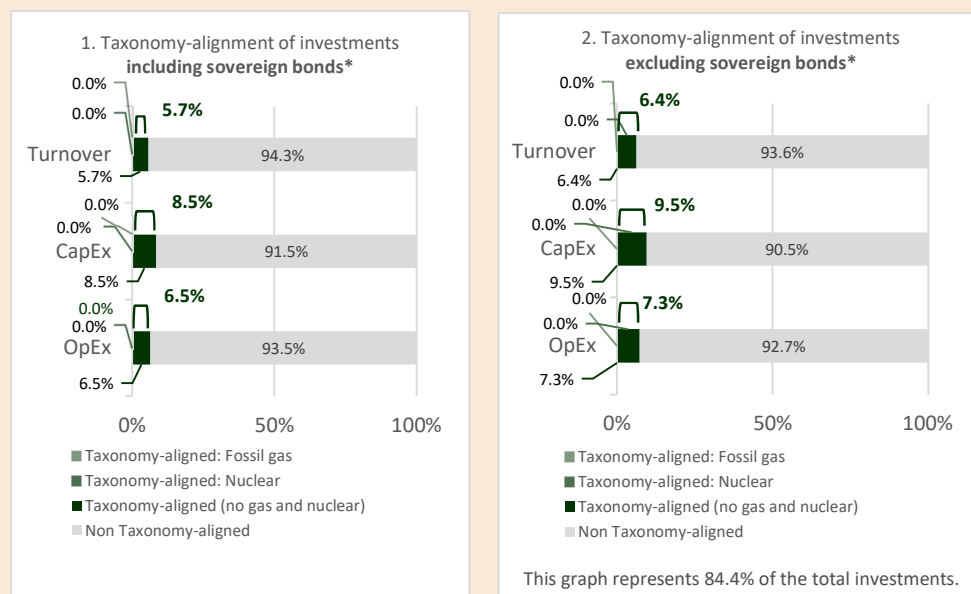 1. Taxonomy-alignment of investments
including sovereign bonds*
0.0%
0.0%
5.7%
Turnover
94.3%
5.7%
0.0%
8.5%
0.0%
CapEx
91.5%
8.5%
6.5%
0.0%
0.0%
OpEx
93.5%
6.5%
0%
50%
100%
Taxonomy-aligned: Fossil gas
Taxonomy-aligned: Nuclear
Taxonomy-aligned (no gas and nuclear)
Non Taxonomy-aligned
2. Taxonomy-alignment of investments
excluding sovereign bonds*
0.0%
6.4%
0.0%
Turnover
93.6%
6.4%
0.0%
9.5%
0.0%
CapEx
90.5%
9.5%
0.0%
7.3%
0.0%
OpEx
92.7%
7.3%
0%
50%
100%
Taxonomy-aligned: Fossil gas
Taxonomy-aligned: Nuclear
Taxonomy-aligned (no gas and nuclear)
Non Taxonomy-aligned
This graph represents 84.4% of the total investments.